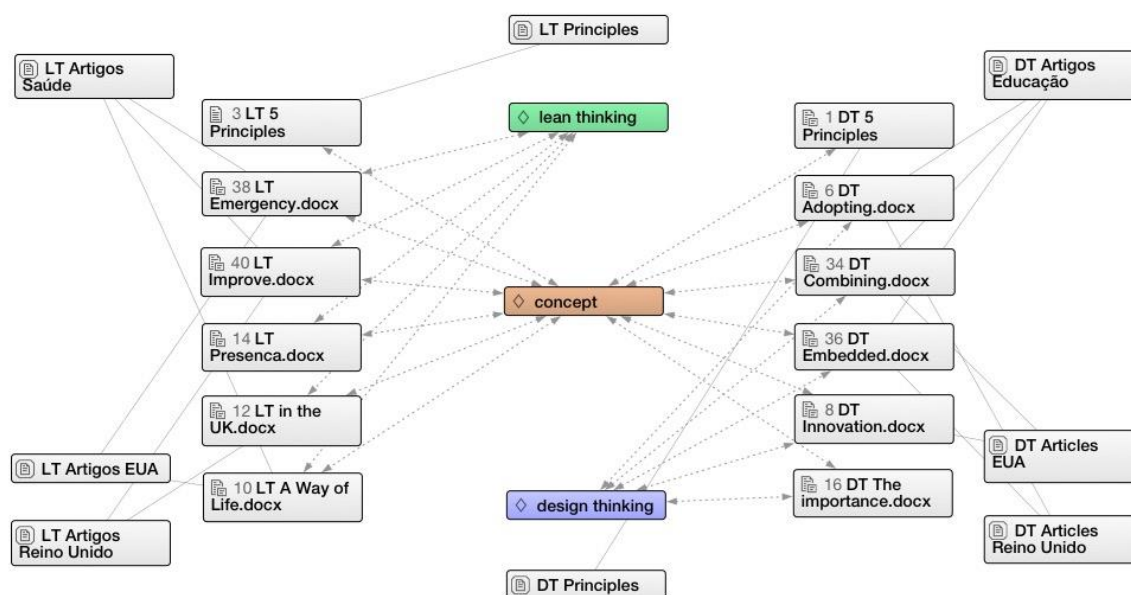 LT Principles
LT Artigos
Saúde
DT Artigos
Educação
3 LT 5
Principles
lean thinking
1 DT 5
Principles
38 LT
Emergency.docx
6 DT
Adopting.docx
40 LT
Improve.docx
34 DT
Combining.docx
concept
14 LT
Presenca.docx
36 DT
Embedded.docx
12 LT in the
UK.docx
8 DT
Innovation.docx
LT Artigos EUA
DT Articles
EUA
10 LT A Way of
Life.docx
16 DT The
importance.docx
design thinking
LT Artigos
Reino Unido
DT Articles
Reino Unido
DT Principles